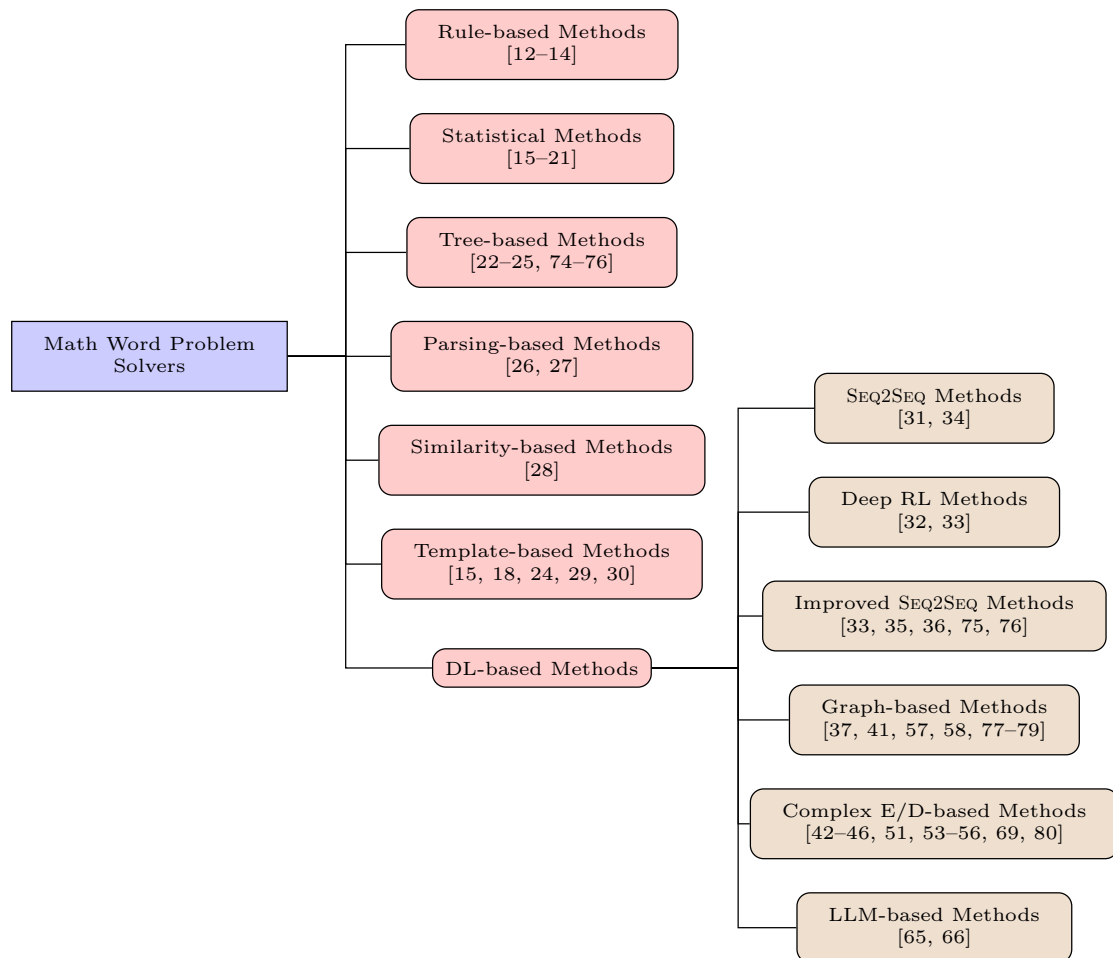 Rule-based Methods
[12–14]
Statistical Methods
[15–21]
Tree-based Methods
[22–25, 74–76]
Math Word Problem
Solvers
Parsing-based Methods
[26, 27]
Similarity-based Methods
[28]
Template-based Methods
[15, 18, 24, 29, 30]
DL-based Methods
SEQ2SEQ Methods
[31, 34]
Deep RL Methods
[32, 33]
Improved SEQ2SEQ Methods
[33, 35, 36, 75, 76]
Graph-based Methods
[37, 41, 57, 58, 77–79]
Complex E/D-based Methods
[42–46, 51, 53–56, 69, 80]
LLM-based Methods
[65, 66]